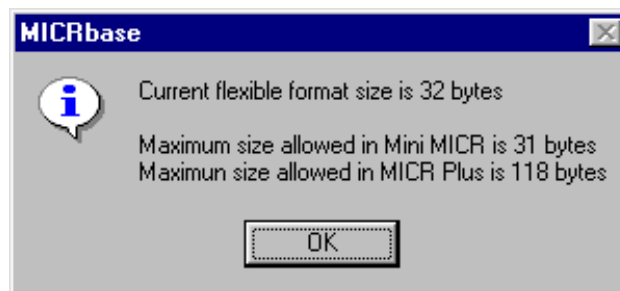 MICRbase
Current flexible format size is 32 bytes
Maximum size allowed in Mini MICR is 31 bytes
Maximun size allowed in MICR Plus is 118 bytes
OK